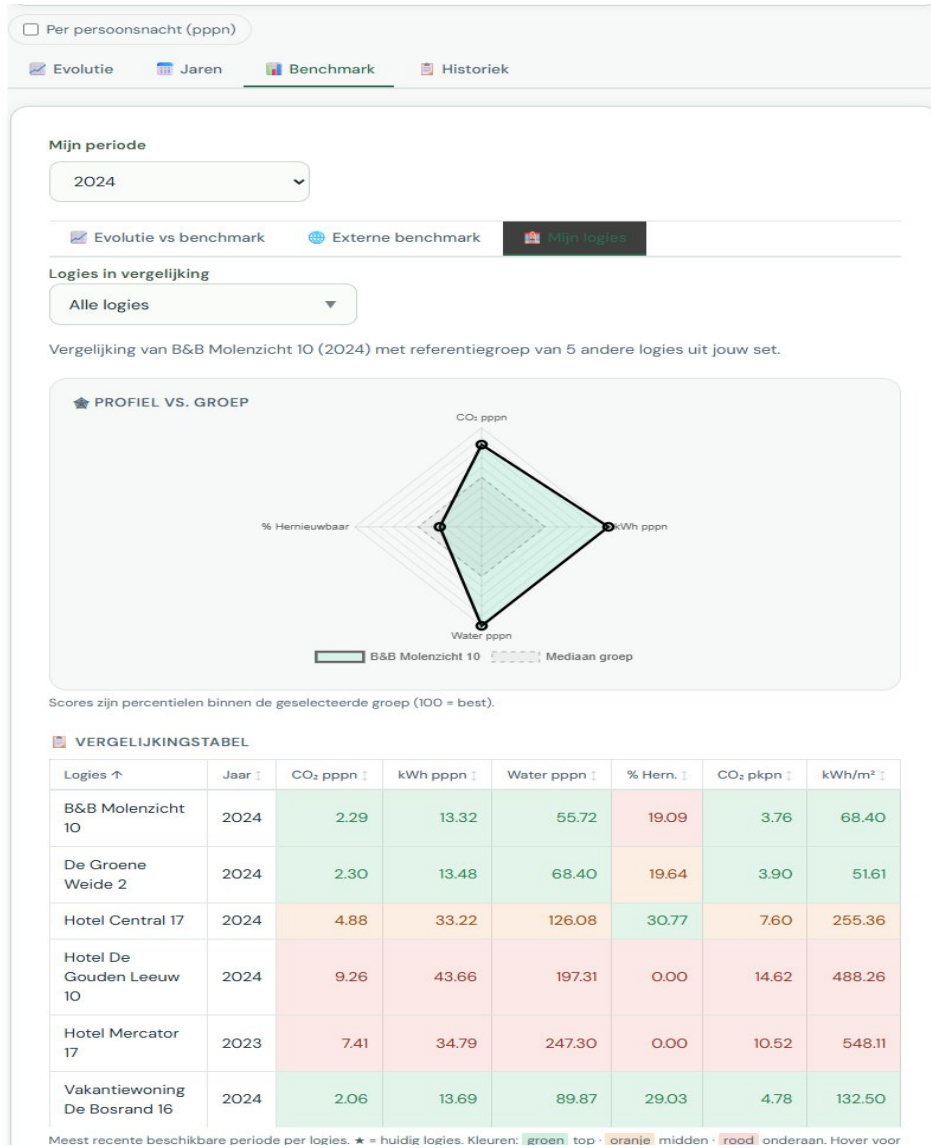 Per persoonsnacht (pppn)
Evolutie Jaren Benchmark Historiek
Mijn periode
2024
Evolutie vs benchmark Externe benchmark Mijn logies
Logies in vergelijking
Alle logies
Vergelijking van B&B Molenzicht 10 (2024) met referentiegroep van 5 andere logies uit jouw set.
PROFIEL VS. GROEP
CO₂ pppn
% Hernieuwbaar kWh pppn
Water pppn
B&B Molenzicht 10 Mediaan groep
Scores zijn percentielen binnen de geselecteerde groep (100 = best).
VERGELIJKINGSTABEL
Logies ↑ Jaar ↕ CO₂ pppn ↕ kWh pppn ↕ Water pppn ↕ % Hern. ↕ CO₂ pkpn ↕ kWh/m² ↕
B&B Molenzicht
10 2024 2.29 13.32 55.72 19.09 3.76 68.40
De Groene
Weide 2 2024 2.30 13.48 68.40 19.64 3.90 51.61
Hotel Central 17 2024 4.88 33.22 126.08 30.77 7.60 255.36
Hotel De
Gouden Leeuw 2024 9.26 43.66 197.31 0.00 14.62 488.26
10
Hotel Mercator
17 2023 7.41 34.79 247.30 0.00 10.52 548.11
Vakantiewoning
De Bosrand 16 2024 2.06 13.69 89.87 29.03 4.78 132.50
Meest recente beschikbare periode per logies. ★ = huidig logies. Kleuren: groen top · oranje midden · rood onderaan. Hover voor